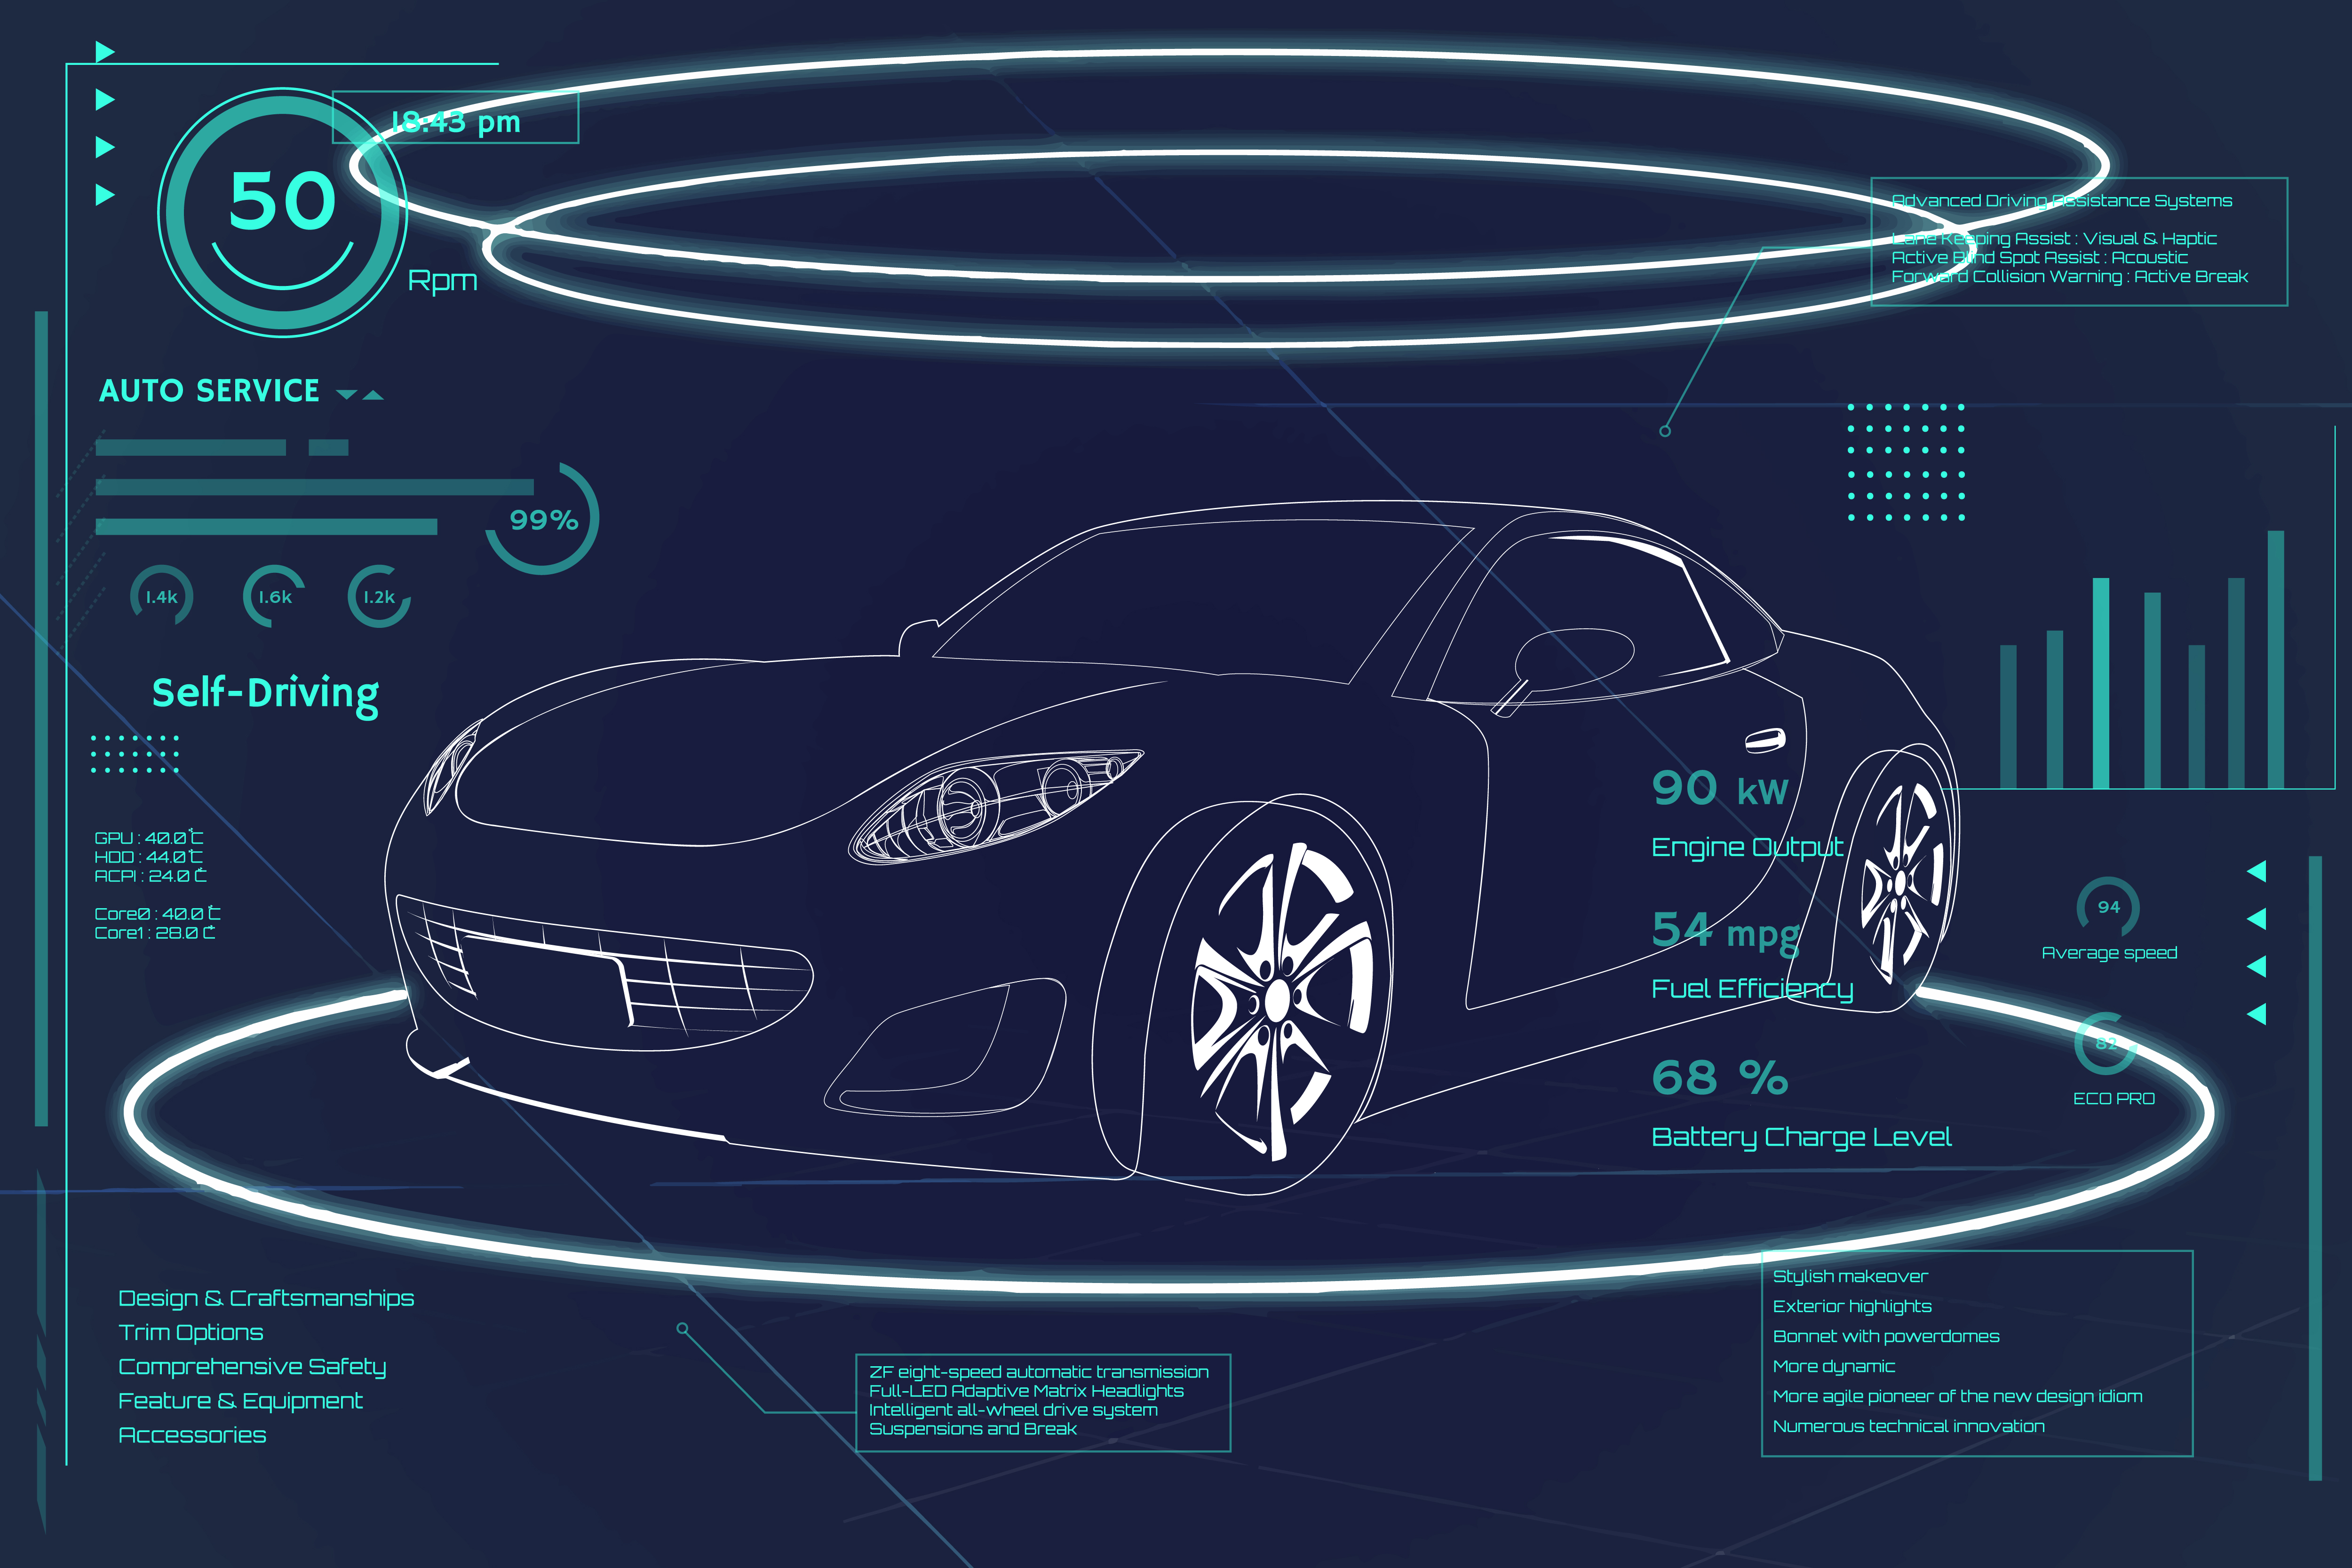 18:43 pm
50
Rpm
Advanced Driving Assistance Systems
Lane Keeping Assist : Visual & Haptic
Active Blind Spot Assist : Acoustic
Forward Collision Warning : Active Break
AUTO SERVICE
99%
1.4k
1.6k
1.2k
Self-Driving
GPU : 40.0℃
HDD : 44.0℃
ACPI : 24.0℃
Core0 : 40.0℃
Core1 : 28.0℃
90 kW
Engine Output
54 mpg
Fuel Efficiency
68 %
Battery Charge Level
94
Average speed
82
ECO PRO
Design & Craftsmanships
Trim Options
Comprehensive Safety
Feature & Equipment
Accessories
ZF eight-speed automatic transmission
Full-LED Adaptive Matrix Headlights
Intelligent all-wheel drive system
Suspensions and Break
Stylish makeover
Exterior highlights
Bonnet with powerdomes
More dynamic
More agile pioneer of the new design idiom
Numerous technical innovation